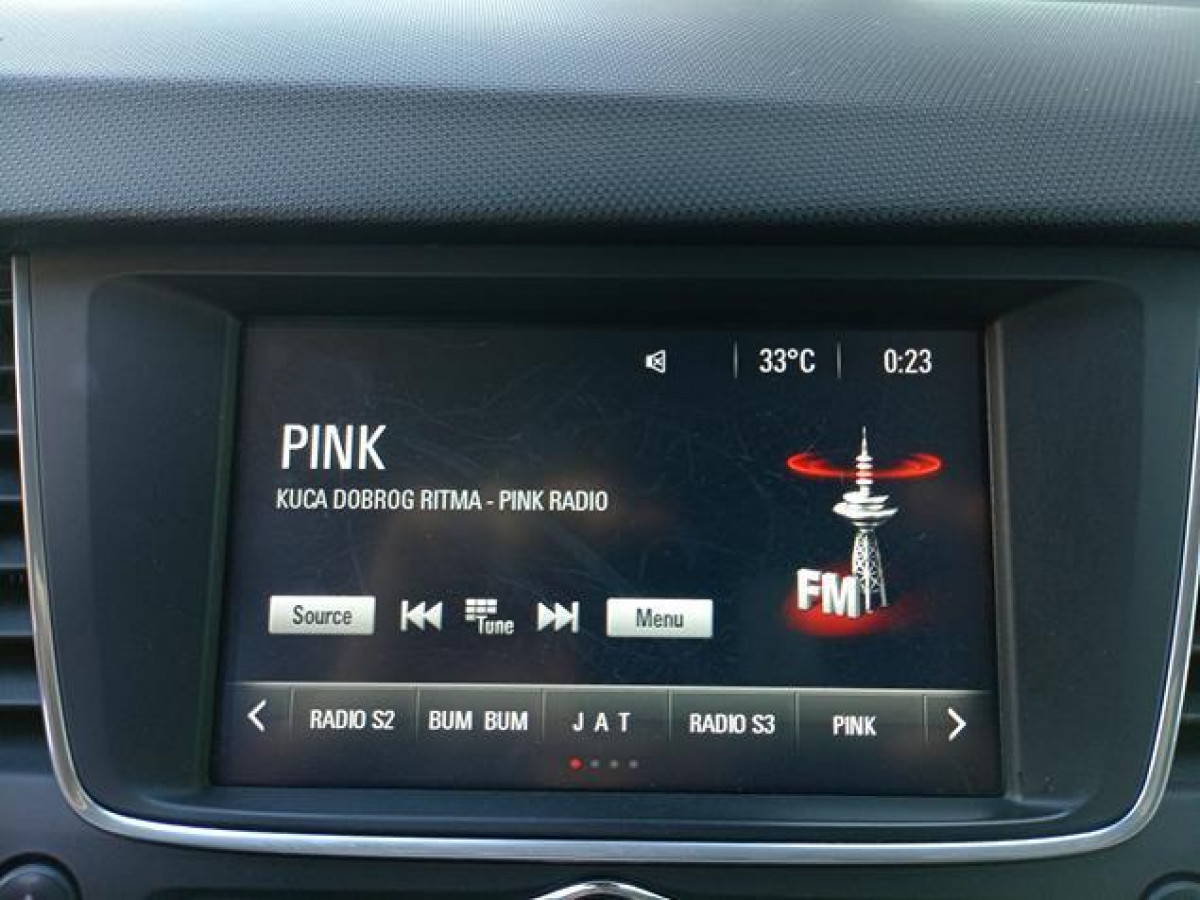 33°C 0:23
PINK
KUCA DOBROG RITMA - PINK RADIO
FM
Source Tune Menu
RADIO S2 BUM BUM J A T RADIO S3 PINK